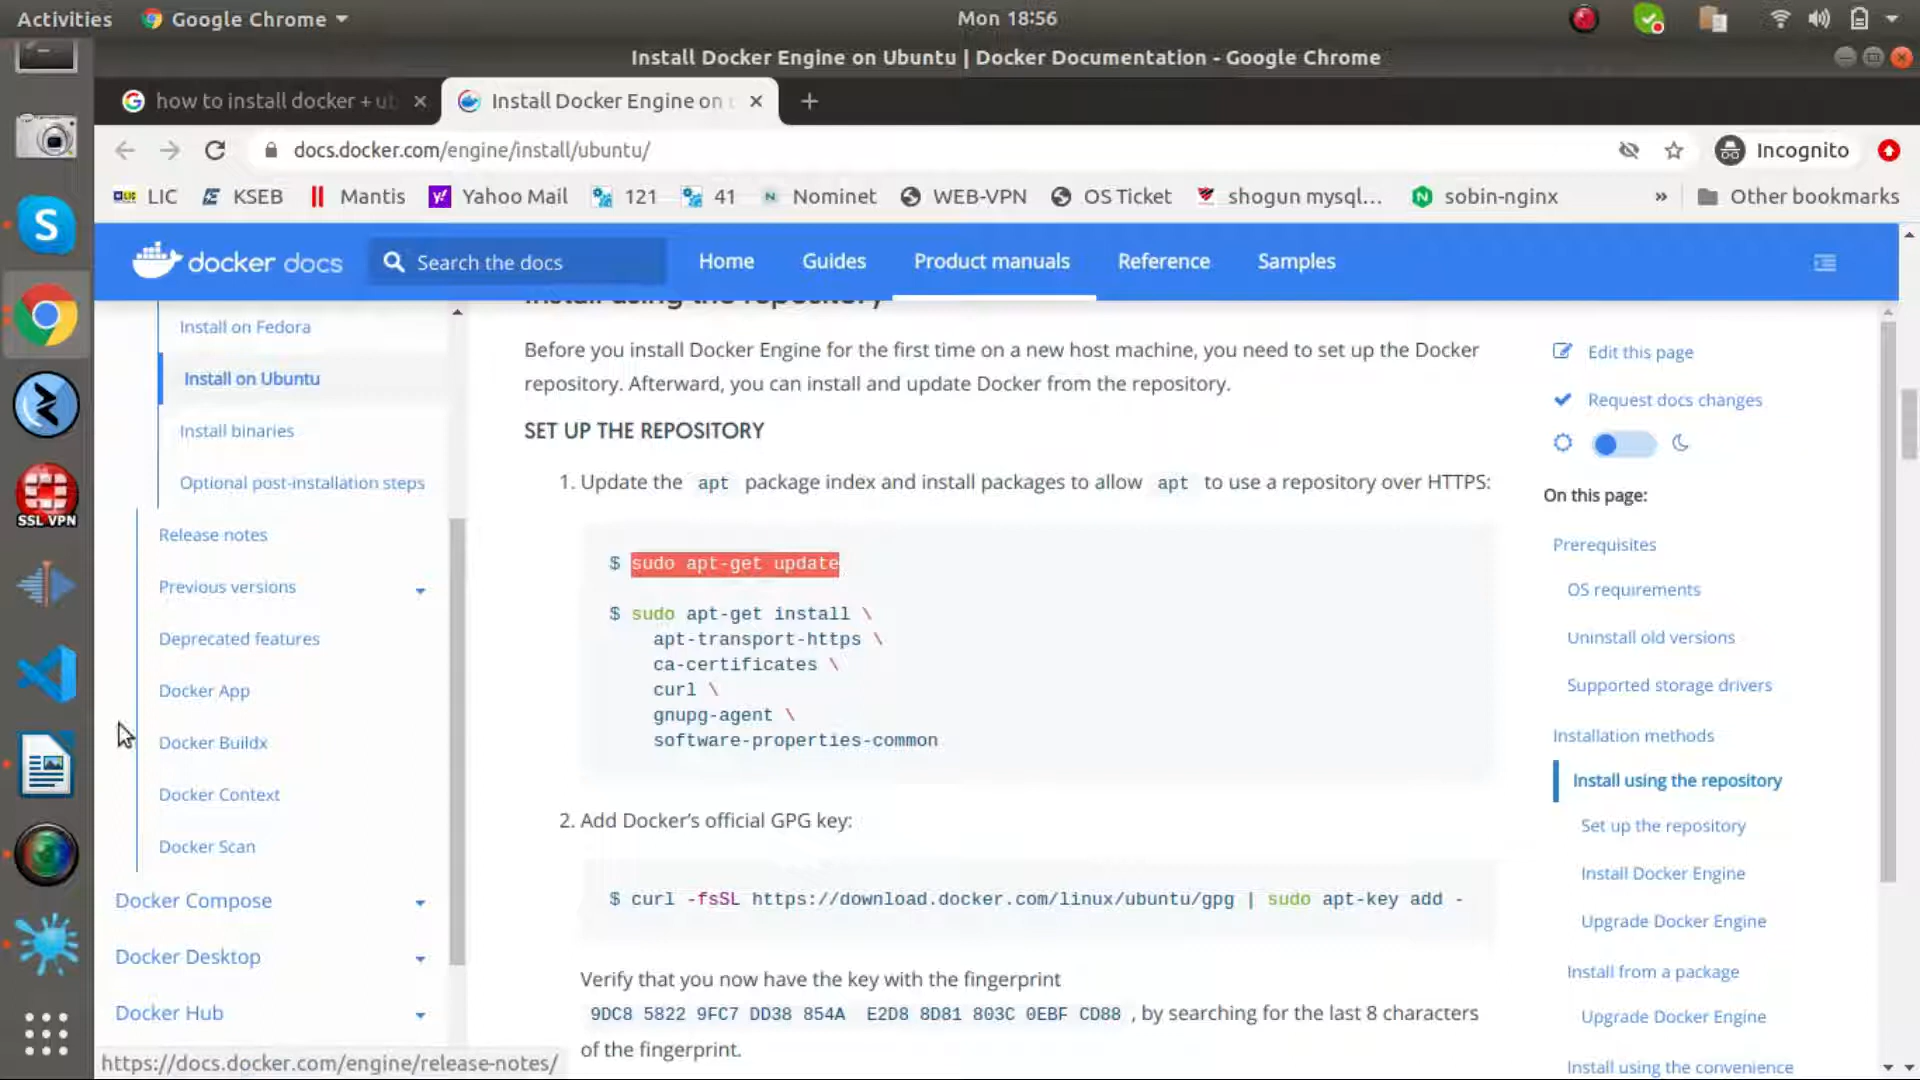 Activities
Google Chrome
Mon 18:56
Install Docker Engine on Ubuntu | Docker Documentation - Google Chrome
how to install docker + ub
Install Docker Engine on
docs.docker.com/engine/install/ubuntu/
Incognito
LIC
KSEB
Mantis
Yahoo Mail
121
41
Nominet
WEB-VPN
OS Ticket
shogun mysql...
sobin-nginx
»
Other bookmarks
docker docs
Search the docs
Home
Guides
Product manuals
Reference
Samples
SSL VPN
Install on Fedora
Install on Ubuntu
Install binaries
Optional post-installation steps
Release notes
Previous versions
Deprecated features
Docker App
Docker Buildx
Docker Context
Docker Scan
Docker Compose
Docker Desktop
Docker Hub
https://docs.docker.com/engine/release-notes/
Install using the repository
Before you install Docker Engine for the first time on a new host machine, you need to set up the Docker
repository. Afterward, you can install and update Docker from the repository.
SET UP THE REPOSITORY
1. Update the apt package index and install packages to allow apt to use a repository over HTTPS:
$ sudo apt-get update
$ sudo apt-get install \
apt-transport-https \
ca-certificates \
curl \
gnupg-agent \
software-properties-common
2. Add Docker’s official GPG key:
$ curl -fsSL https://download.docker.com/linux/ubuntu/gpg | sudo apt-key add -
Verify that you now have the key with the fingerprint
9DC8 5822 9FC7 DD38 854A  E2D8 8D81 803C 0EBF CD88 , by searching for the last 8 characters
of the fingerprint.
Edit this page
Request docs changes
On this page:
Prerequisites
OS requirements
Uninstall old versions
Supported storage drivers
Installation methods
Install using the repository
Set up the repository
Install Docker Engine
Upgrade Docker Engine
Install from a package
Upgrade Docker Engine
Install using the convenience